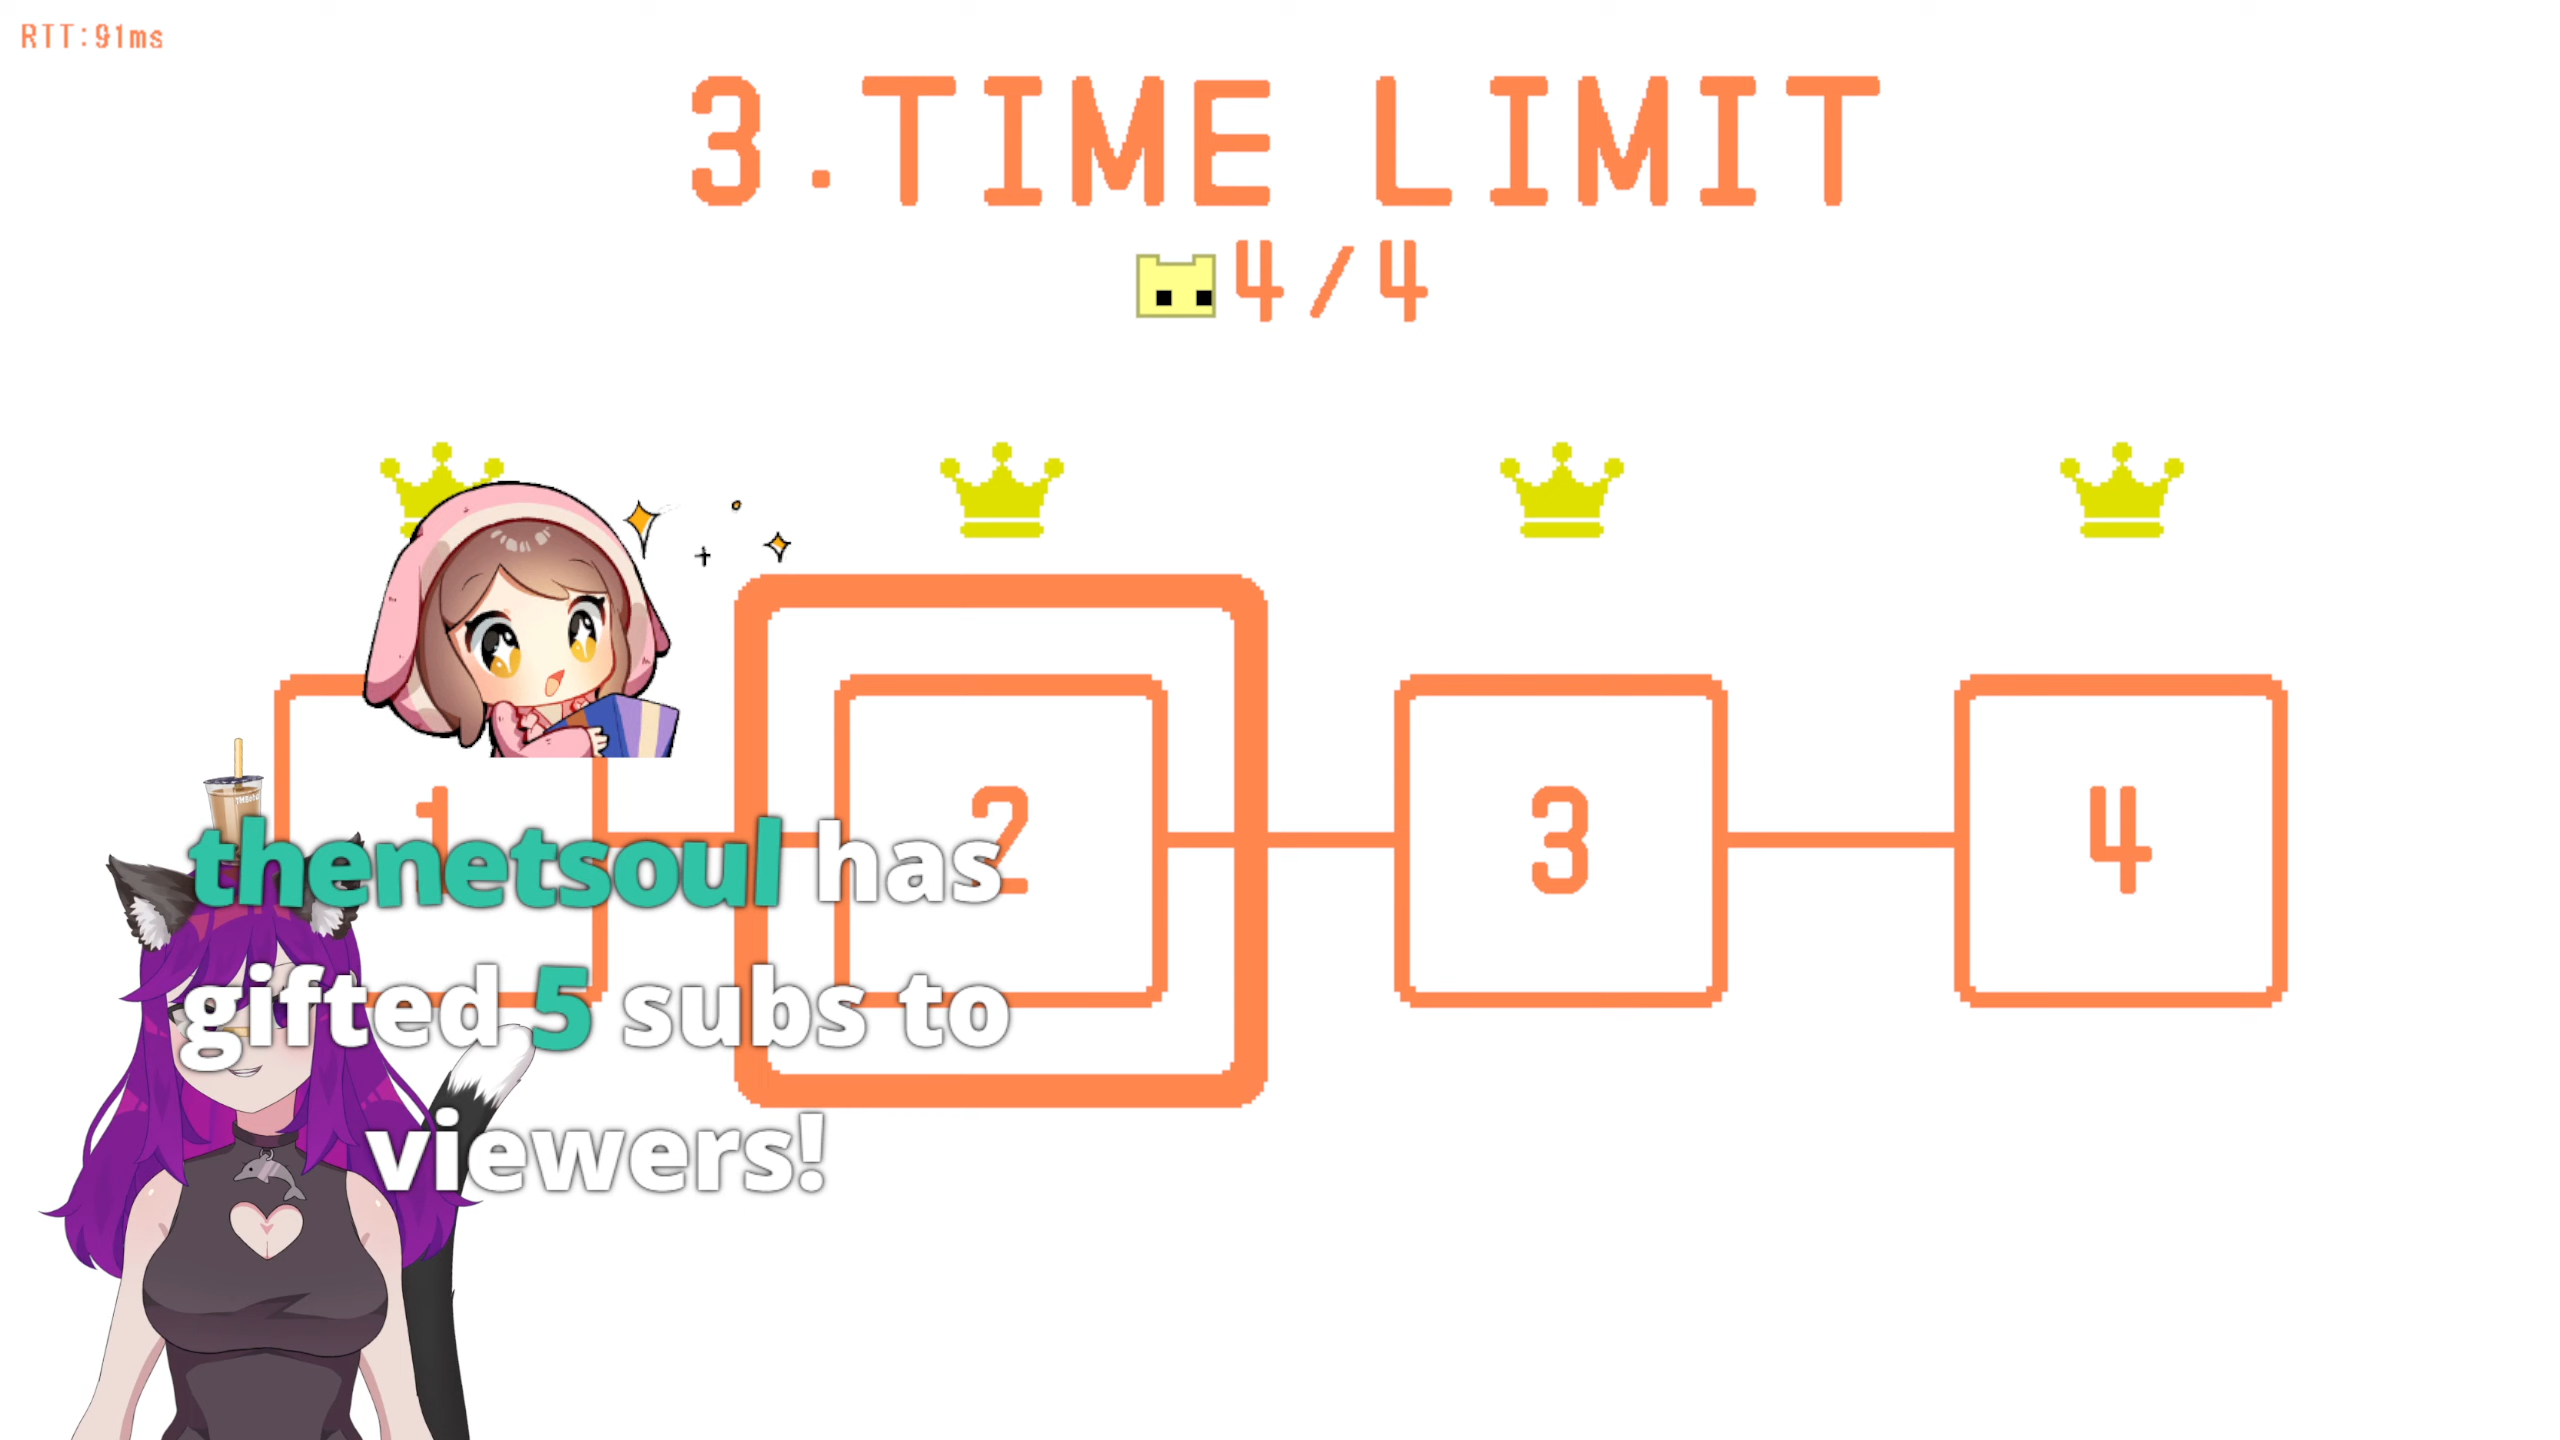 RTT:91ms
3.TIME LIMIT
4/4
1
2
3
4
thenetsoul has
gifted 5 subs to
viewers!